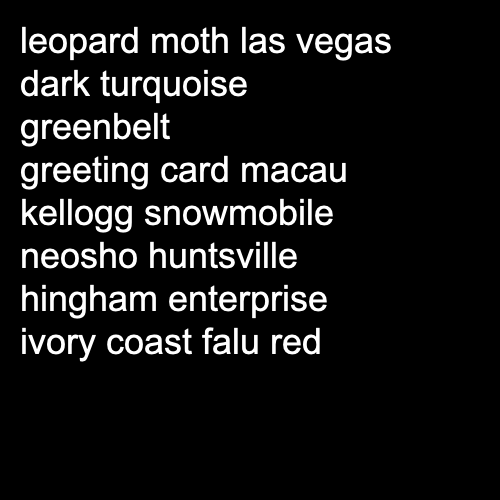 leopard moth las vegas
dark turquoise
greenbelt
greeting card macau
kellogg snowmobile
neosho huntsville
hingham enterprise
ivory coast falu red